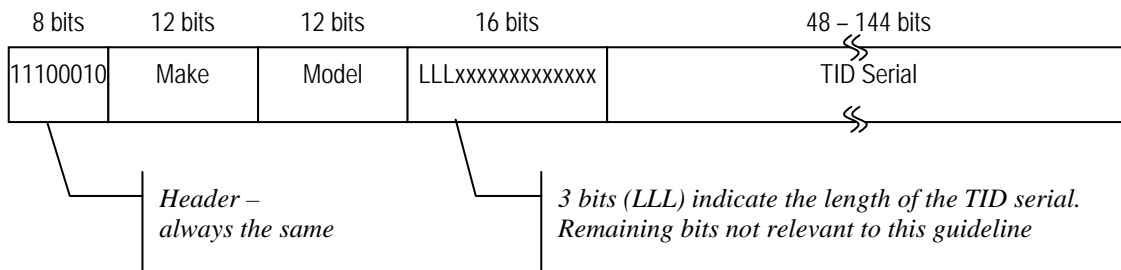 8 bits 12 bits 12 bits 16 bits 48 – 144 bits
11100010 Make Model LLLxxxxxxxxxxxxx TID Serial
Header –
always the same
3 bits (LLL) indicate the length of the TID serial.
Remaining bits not relevant to this guideline